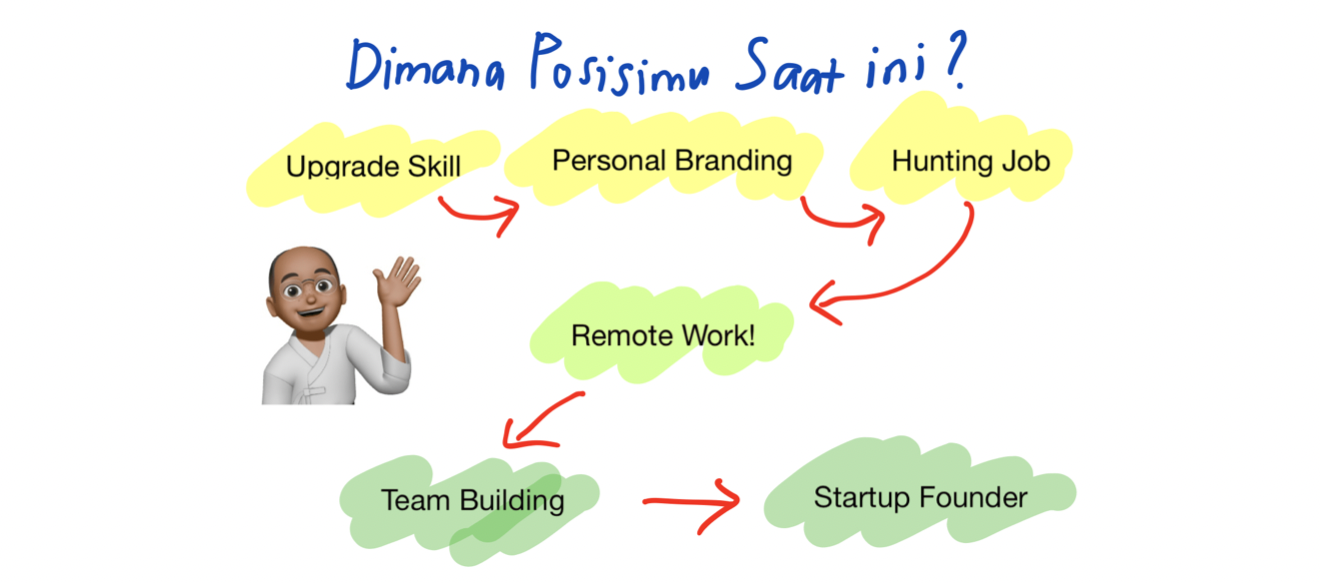 Dimana Posisimu Saat ini?
Upgrade Skill
Personal Branding
Hunting Job
Remote Work!
Team Building
Startup Founder